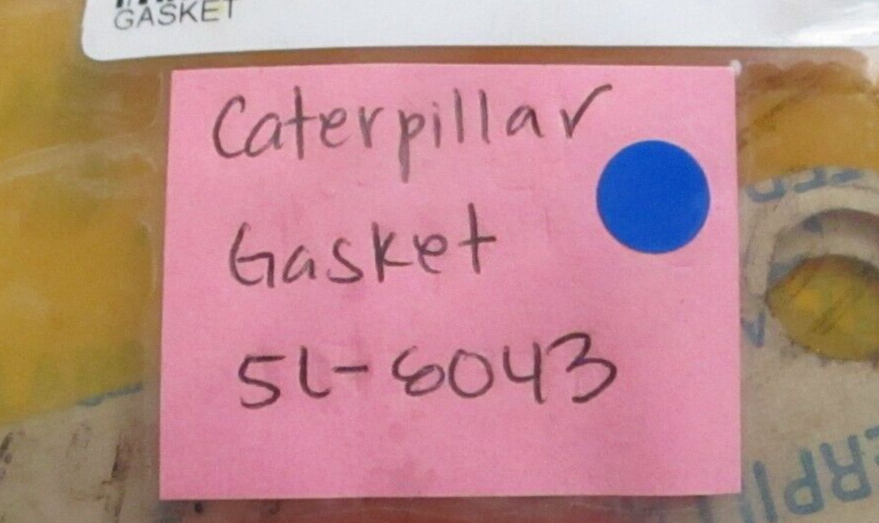 GASKET
Caterpillar
Gasket
5L-8043